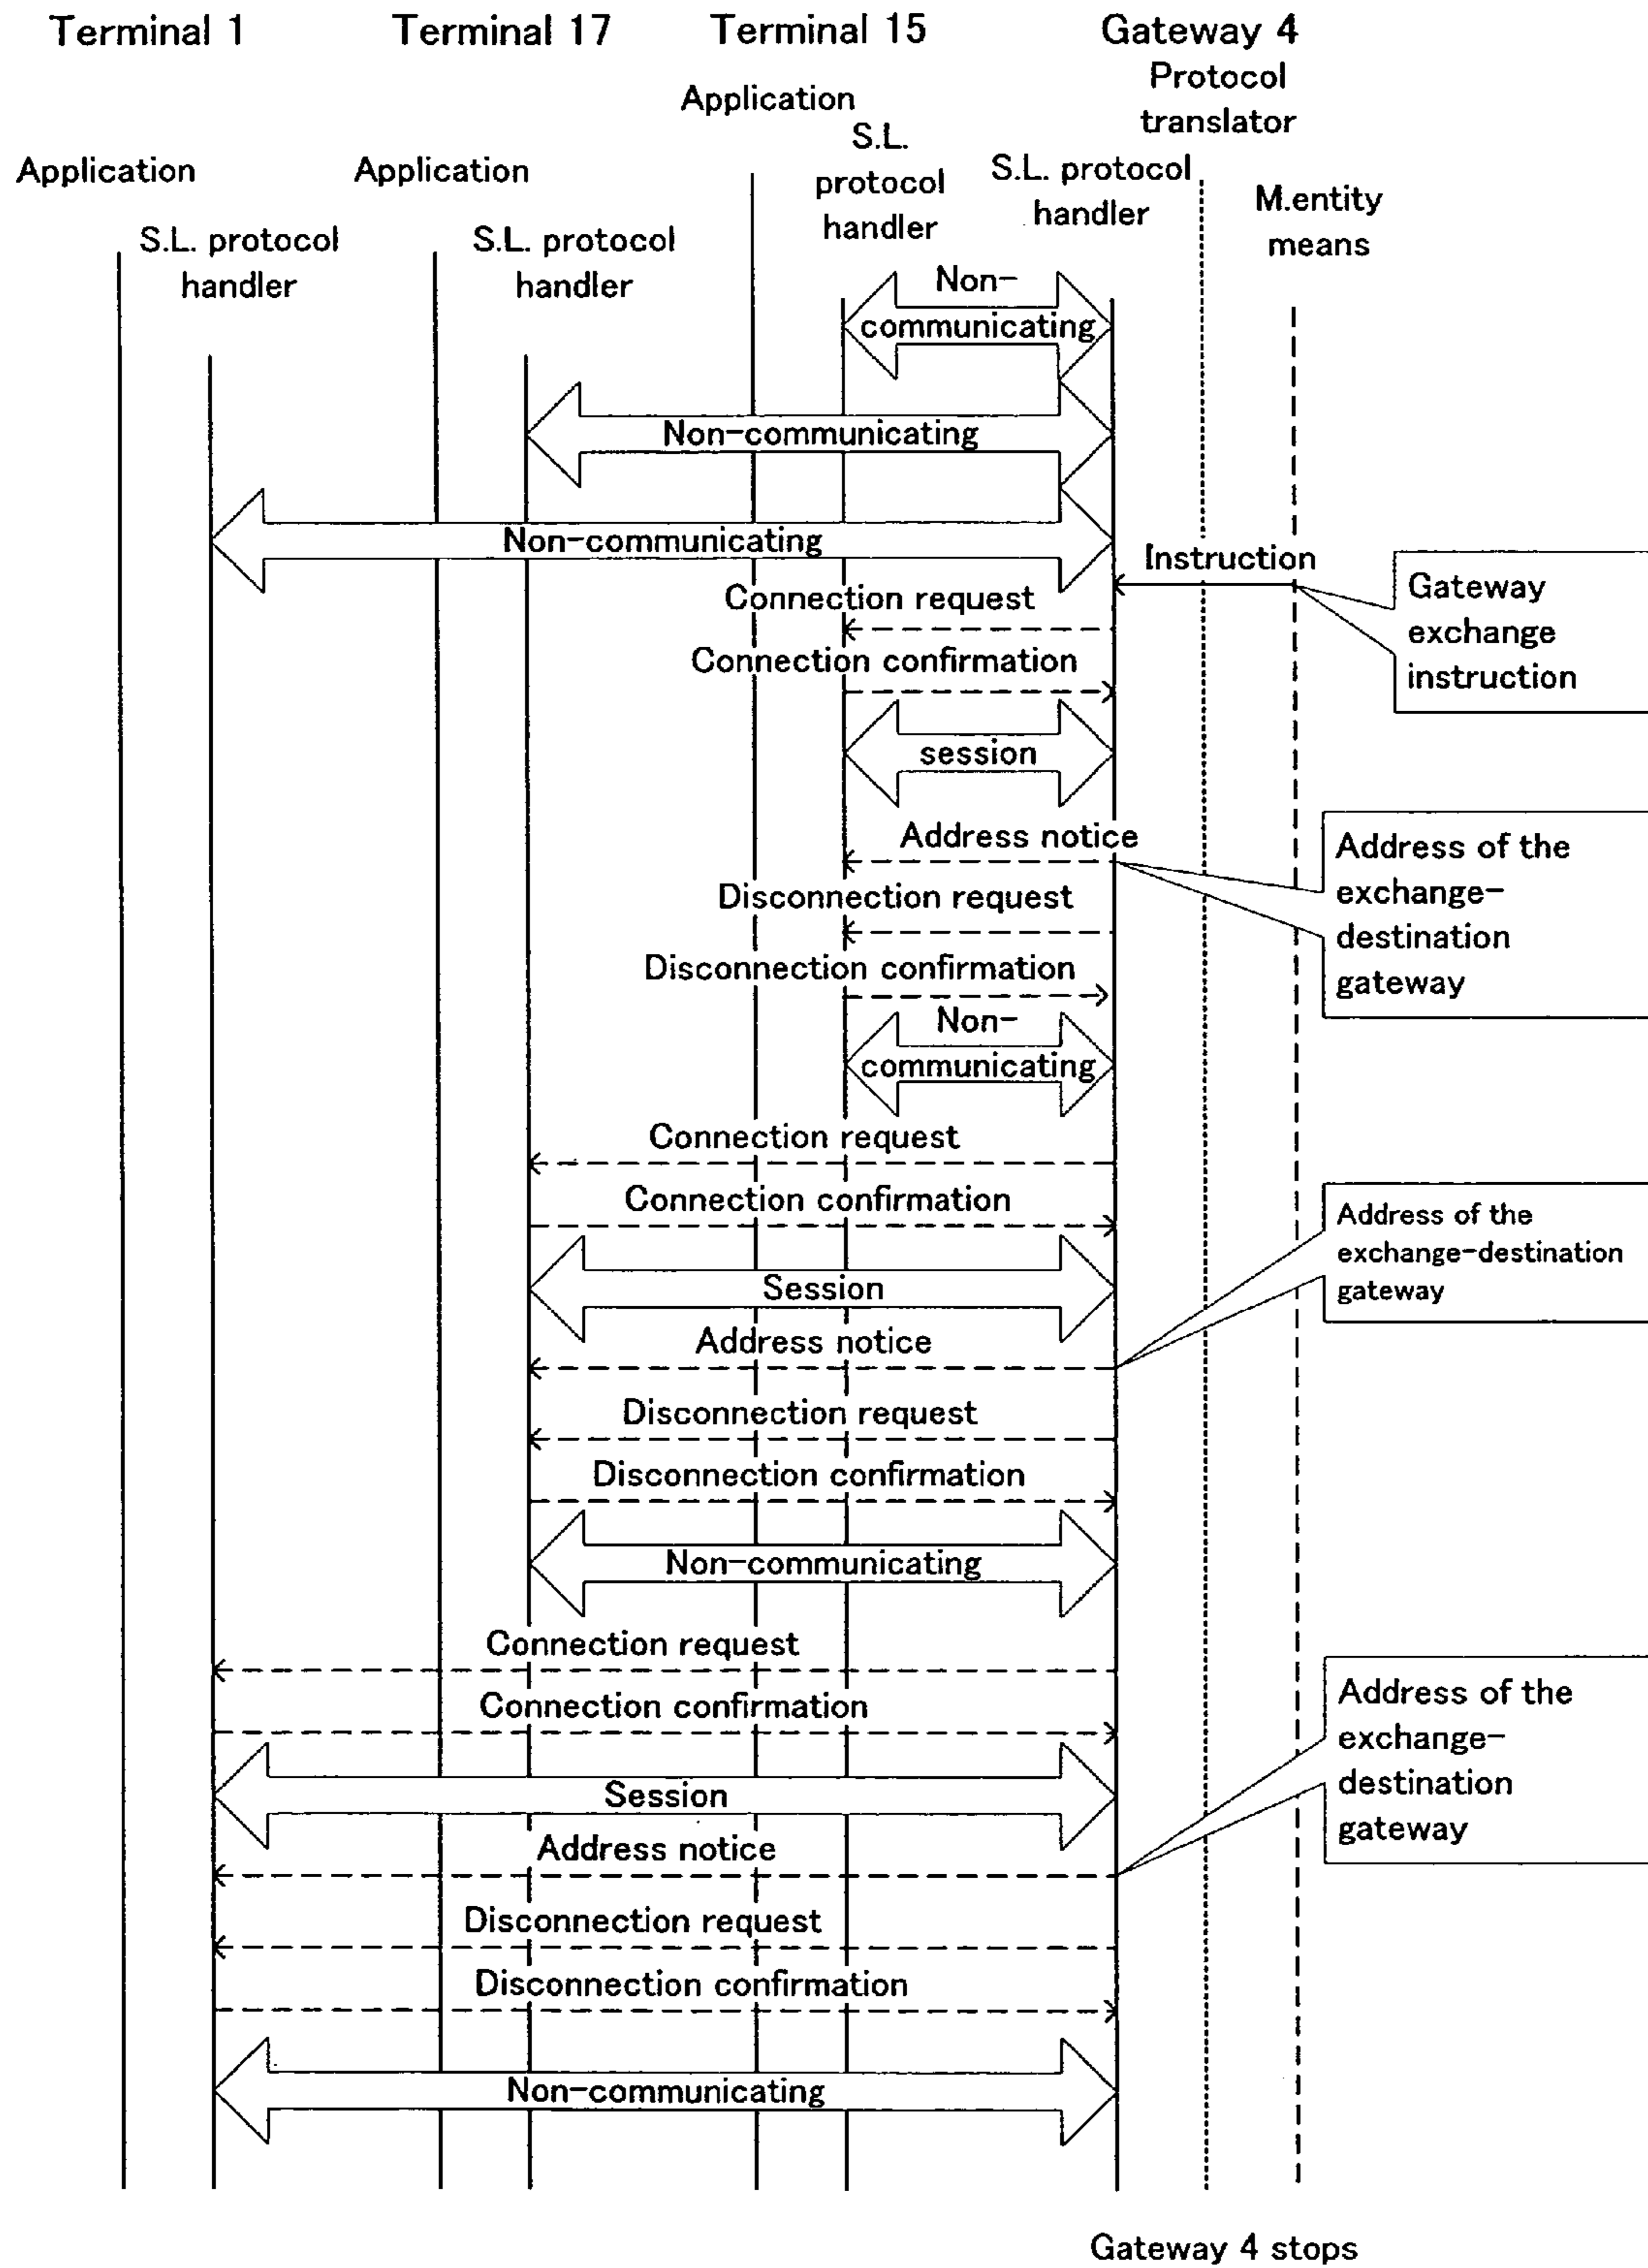 Terminal 1
Terminal 17
Terminal 15
Gateway 4
Protocol
translator
Application
S.L.
protocol
handler
S.L. protocol
handler
M.entity
means
Application
Application
S.L. protocol
handler
S.L. protocol
handler
Non-
communicating
Non-communicating
Non-communicating
Instruction
Gateway
exchange
instruction
Connection request
Connection confirmation
session
Address notice
Address of the
exchange-
destination
gateway
Disconnection request
Disconnection confirmation
Non-
communicating
Connection request
Connection confirmation
Address of the
exchange-destination
gateway
Session
Address notice
Disconnection request
Disconnection confirmation
Non-communicating
Connection request
Connection confirmation
Address of the
exchange-
destination
gateway
Session
Address notice
Disconnection request
Disconnection confirmation
Non-communicating
Gateway 4 stops